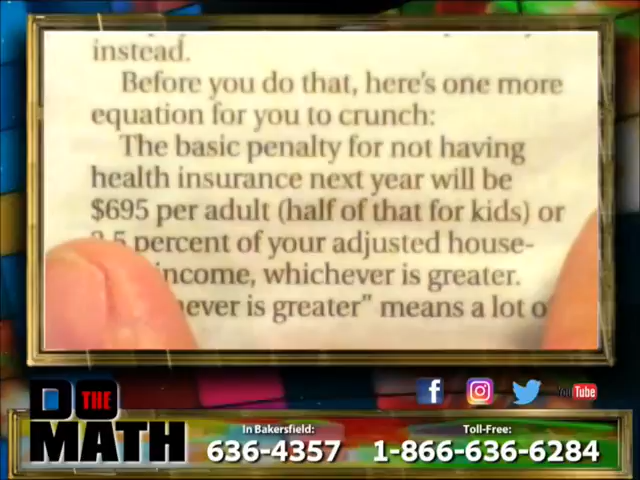 instead.
Before you do that, here's one more
equation for you to crunch:
The basic penalty for not having
health insurance next year will be
$695 per adult (half of that for kids) or
2.5 percent of your adjusted house-
income, whichever is greater.
ever is greater" means a lot o
DO THE
MATH
In Bakersfield:
636-4357
Toll-Free:
1-866-636-6284
YouTube